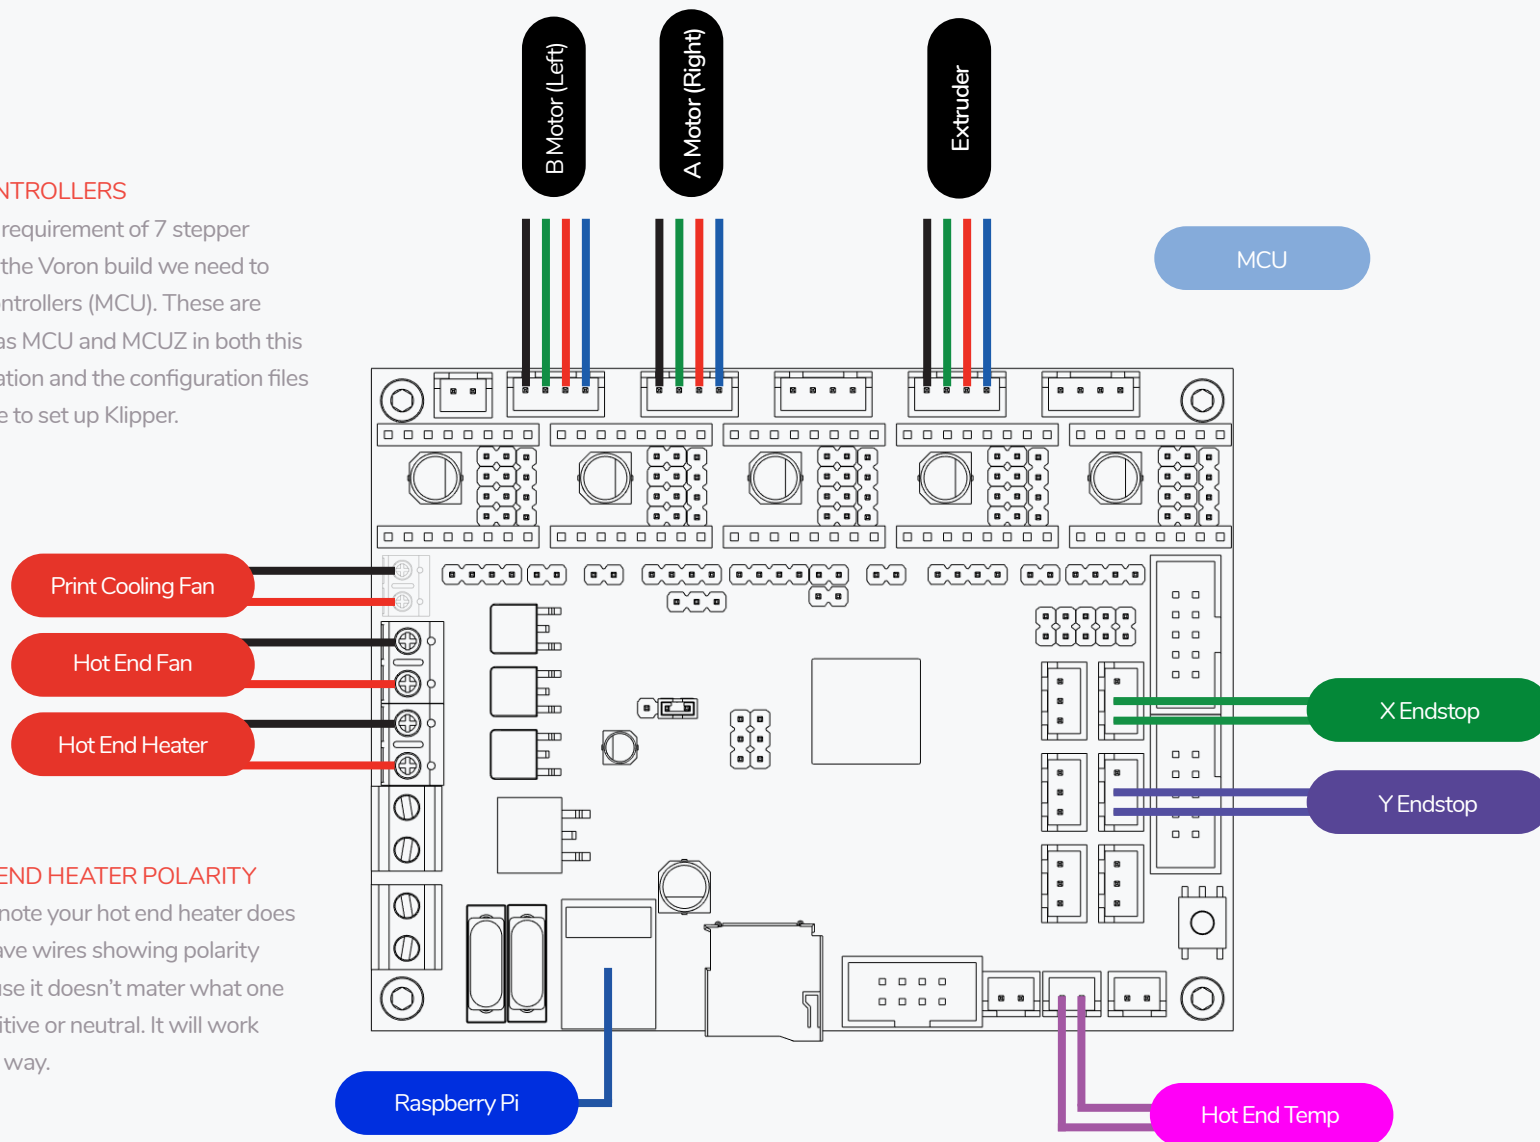 B Motor (Left)
A Motor (Right)
Extruder
NTROLLERS
requirement of 7 stepper
the Voron build we need to
ntrollers (MCU). These are
as MCU and MCUZ in both this
ation and the configuration files
e to set up Klipper.
MCU
Print Cooling Fan
Hot End Fan
Hot End Heater
X Endstop
Y Endstop
END HEATER POLARITY
note your hot end heater does
ave wires showing polarity
use it doesn't mater what one
itive or neutral. It will work
way.
Raspberry Pi
Hot End Temp